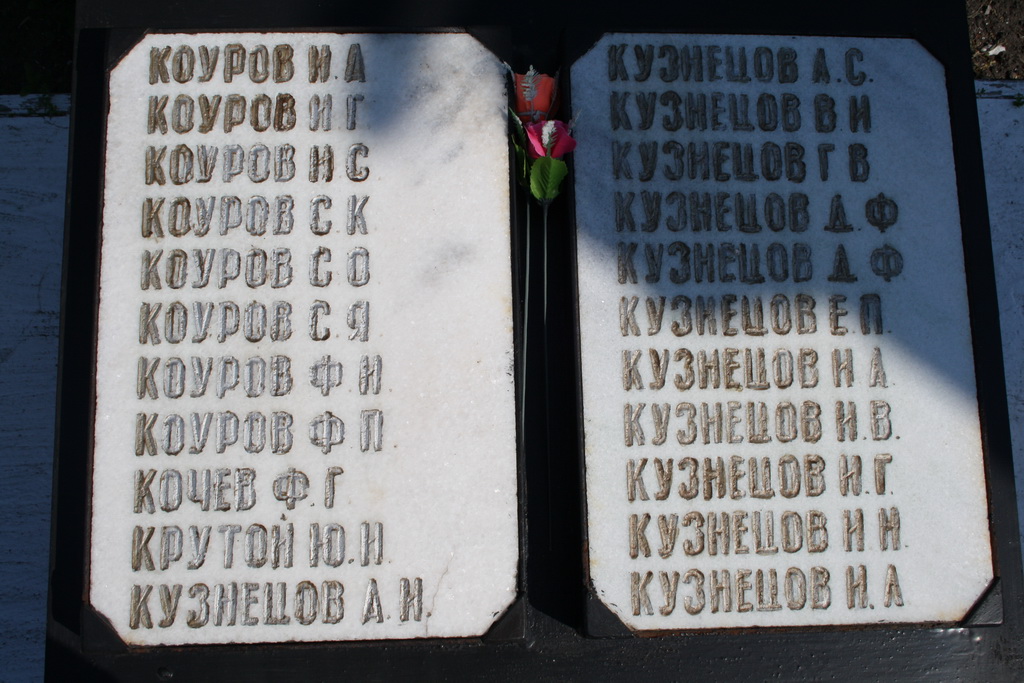 КОУРОВ И.А
КОУРОВ И Г
КОУРОВ И С
КОУРОВ С.К
КОУРОВ С.О
КОУРОВ С.Я
КОУРОВ Ф И
КОУРОВ Ф П
КОЧЕВ Ф.Г
КРУТОЙ Ю.Н
КУЗНЕЦОВ А.И.
КУЗНЕЦОВ А.С.
КУЗНЕЦОВ В И
КУЗНЕЦОВ Г В
КУЗНЕЦОВ Д.Ф
КУЗНЕЦОВ Д Ф
КУЗНЕЦОВ Е.П.
КУЗНЕЦОВ И А.
КУЗНЕЦОВ И.В.
КУЗНЕЦОВ И.Г.
КУЗНЕЦОВ И Н.
КУЗНЕЦОВ И.А